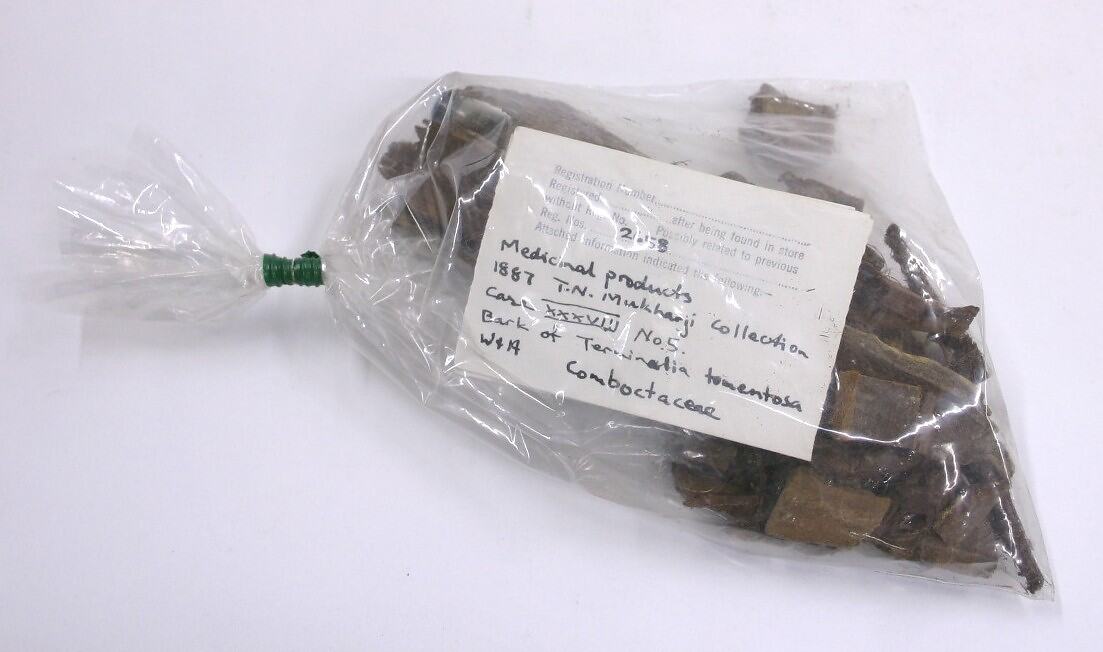 Registration Number
Registered after being found in store
without Reg. No. Possibly related to previous
Reg. Nos.
Attached information indicated the following:-
Medicinal products
1887 T.N. Mukharji Collection
Case XXXVIII No.5.
Bark of Terminalia tomentosa
W&A
Comboctaceae